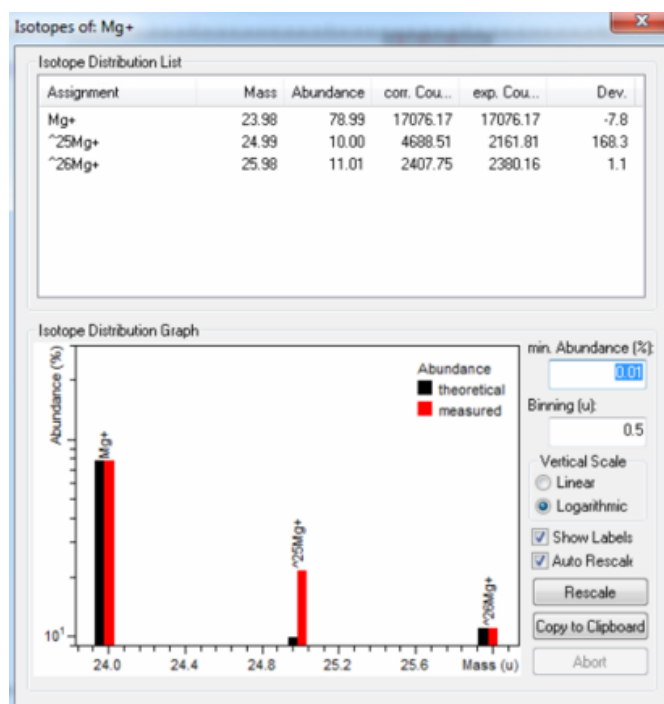 Isotopes of: Mg+
Isotope Distribution List
Assignment Mass Abundance corr. Cou... exp. Cou... Dev.
Mg+ 23.98 78.99 17076.17 17076.17 -7.8
^25Mg+ 24.99 10.00 4688.51 2161.81 168.3
^26Mg+ 25.98 11.01 2407.75 2380.16 1.1
Isotope Distribution Graph
Abundance (%)
Mg+
^25Mg+
^26Mg+
Abundance
theoretical
measured
10¹
24.0 24.4 24.8 25.2 25.6 Mass (u)
min. Abundance (%):
0.01
Binning (u):
0.5
Vertical Scale
Linear
Logarithmic
Show Labels
Auto Rescale
Rescale
Copy to Clipboard
Abort